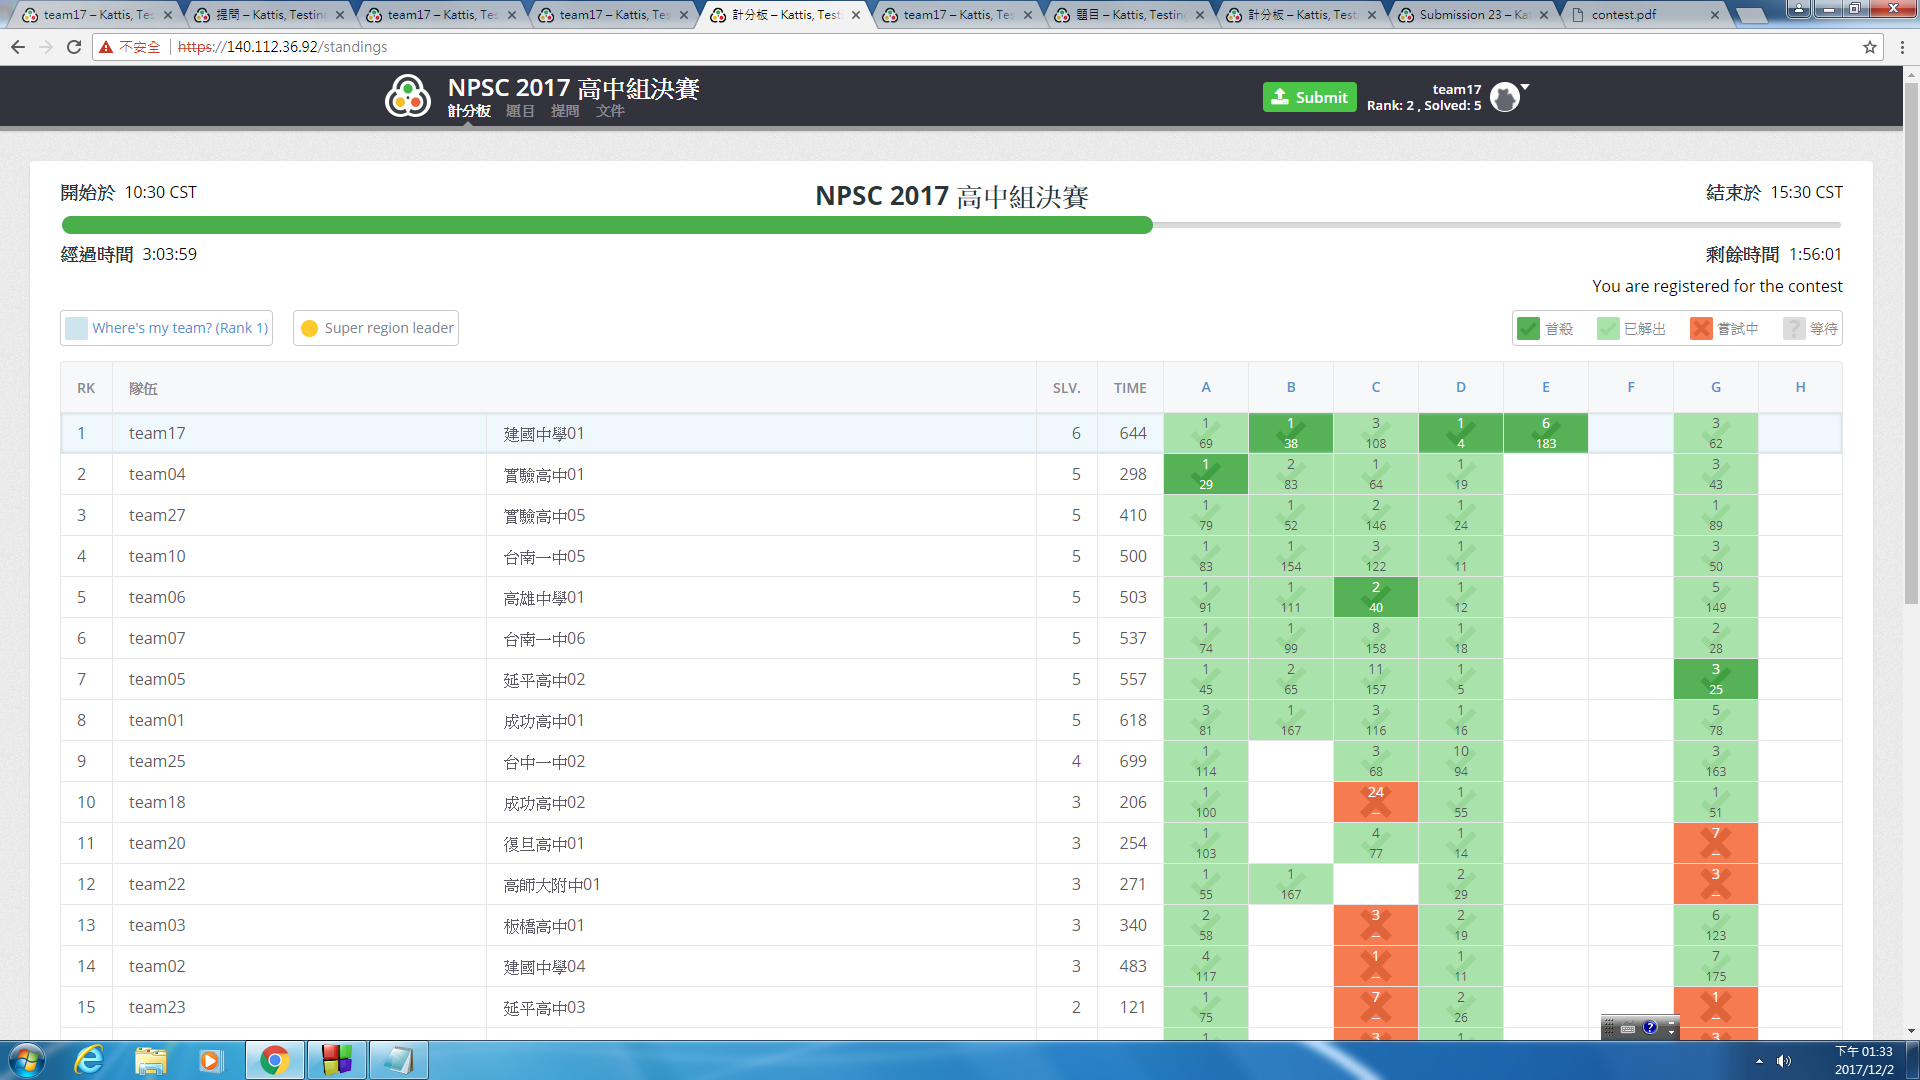 team17 – Kattis, Tes
提問 – Kattis, Testing
team17 – Kattis, Tes
team17 – Kattis, Tes
計分板 – Kattis, Test
team17 – Kattis, Tes
題目 – Kattis, Testing
計分板 – Kattis, Test
Submission 23 – Ka
contest.pdf
不安全 https://140.112.36.92/standings
NPSC 2017 高中組決賽
計分板 題目 提問 文件
Submit
team17
Rank: 2 , Solved: 5
開始於 10:30 CST
NPSC 2017 高中組決賽
結束於 15:30 CST
經過時間 3:03:59
剩餘時間 1:56:01
You are registered for the contest
Where's my team? (Rank 1) Super region leader
首殺 已解出 嘗試中 ? 等待
RK 隊伍 SLV. TIME A B C D E F G H
1 team17 建國中學01 6 644 1 1 3 1 6 3
69 38 108 4 183 62
2 team04 實驗高中01 5 298 1 2 1 1 3
29 83 64 19 43
3 team27 實驗高中05 5 410 1 1 2 1 1
79 52 146 24 89
4 team10 台南一中05 5 500 1 1 3 1 3
83 154 122 11 50
5 team06 高雄中學01 5 503 1 1 2 1 5
91 111 40 12 149
6 team07 台南一中06 5 537 1 1 8 1 2
74 99 158 18 28
7 team05 延平高中02 5 557 1 2 11 1 3
45 65 157 5 25
8 team01 成功高中01 5 618 3 1 3 1 5
81 167 116 16 78
9 team25 台中一中02 4 699 1 3 10 3
114 68 94 163
10 team18 成功高中02 3 206 1 24 1 1
100 -- 55 51
11 team20 復旦高中01 3 254 1 4 1 7
103 77 14 --
12 team22 高師大附中01 3 271 1 1 2 3
55 167 29 --
13 team03 板橋高中01 3 340 2 3 2 6
58 -- 19 123
14 team02 建國中學04 3 483 4 1 1 7
117 -- 11 175
15 team23 延平高中03 2 121 1 7 2 1
75 -- 26 --
1 3 1 3
下午 01:33
2017/12/2